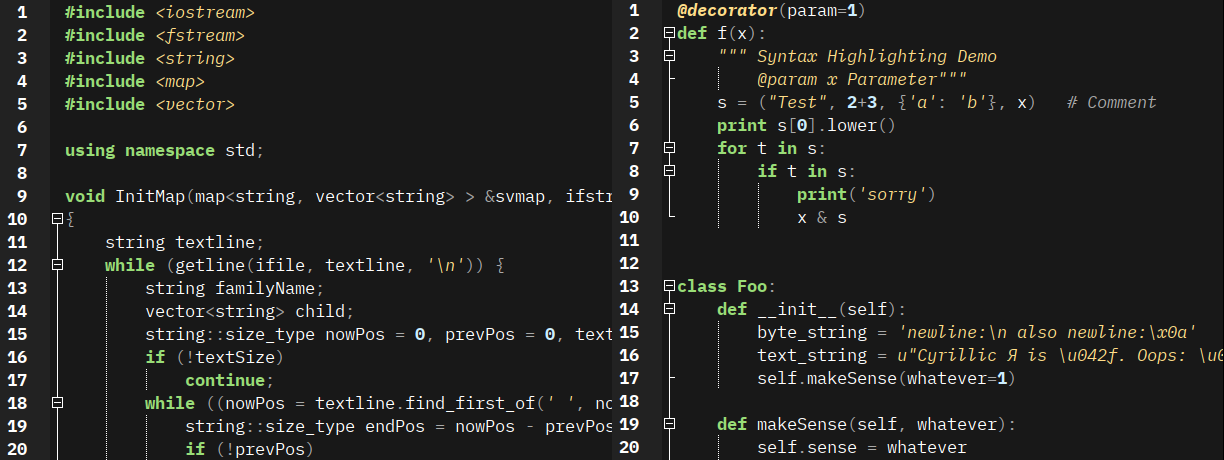 1 #include <iostream>
2 #include <fstream>
3 #include <string>
4 #include <map>
5 #include <vector>
6
7 using namespace std;
8
9 void InitMap(map<string, vector<string> > &svmap, ifstr
10 {
11 string textline;
12 while (getline(ifile, textline, '\n')) {
13 string familyName;
14 vector<string> child;
15 string::size_type nowPos = 0, prevPos = 0, text
16 if (!textSize)
17 continue;
18 while ((nowPos = textline.find_first_of(' ', no
19 string::size_type endPos = nowPos - prevPos
20 if (!prevPos)
1 @decorator(param=1)
2 def f(x):
3 """ Syntax Highlighting Demo
4 @param x Parameter"""
5 s = ("Test", 2+3, {'a': 'b'}, x) # Comment
6 print s[0].lower()
7 for t in s:
8 if t in s:
9 print('sorry')
10 x & s
11
12
13 class Foo:
14 def __init__(self):
15 byte_string = 'newline:\n also newline:\x0a'
16 text_string = u"Cyrillic Я is \u042f. Oops: \u0
17 self.makeSense(whatever=1)
18
19 def makeSense(self, whatever):
20 self.sense = whatever